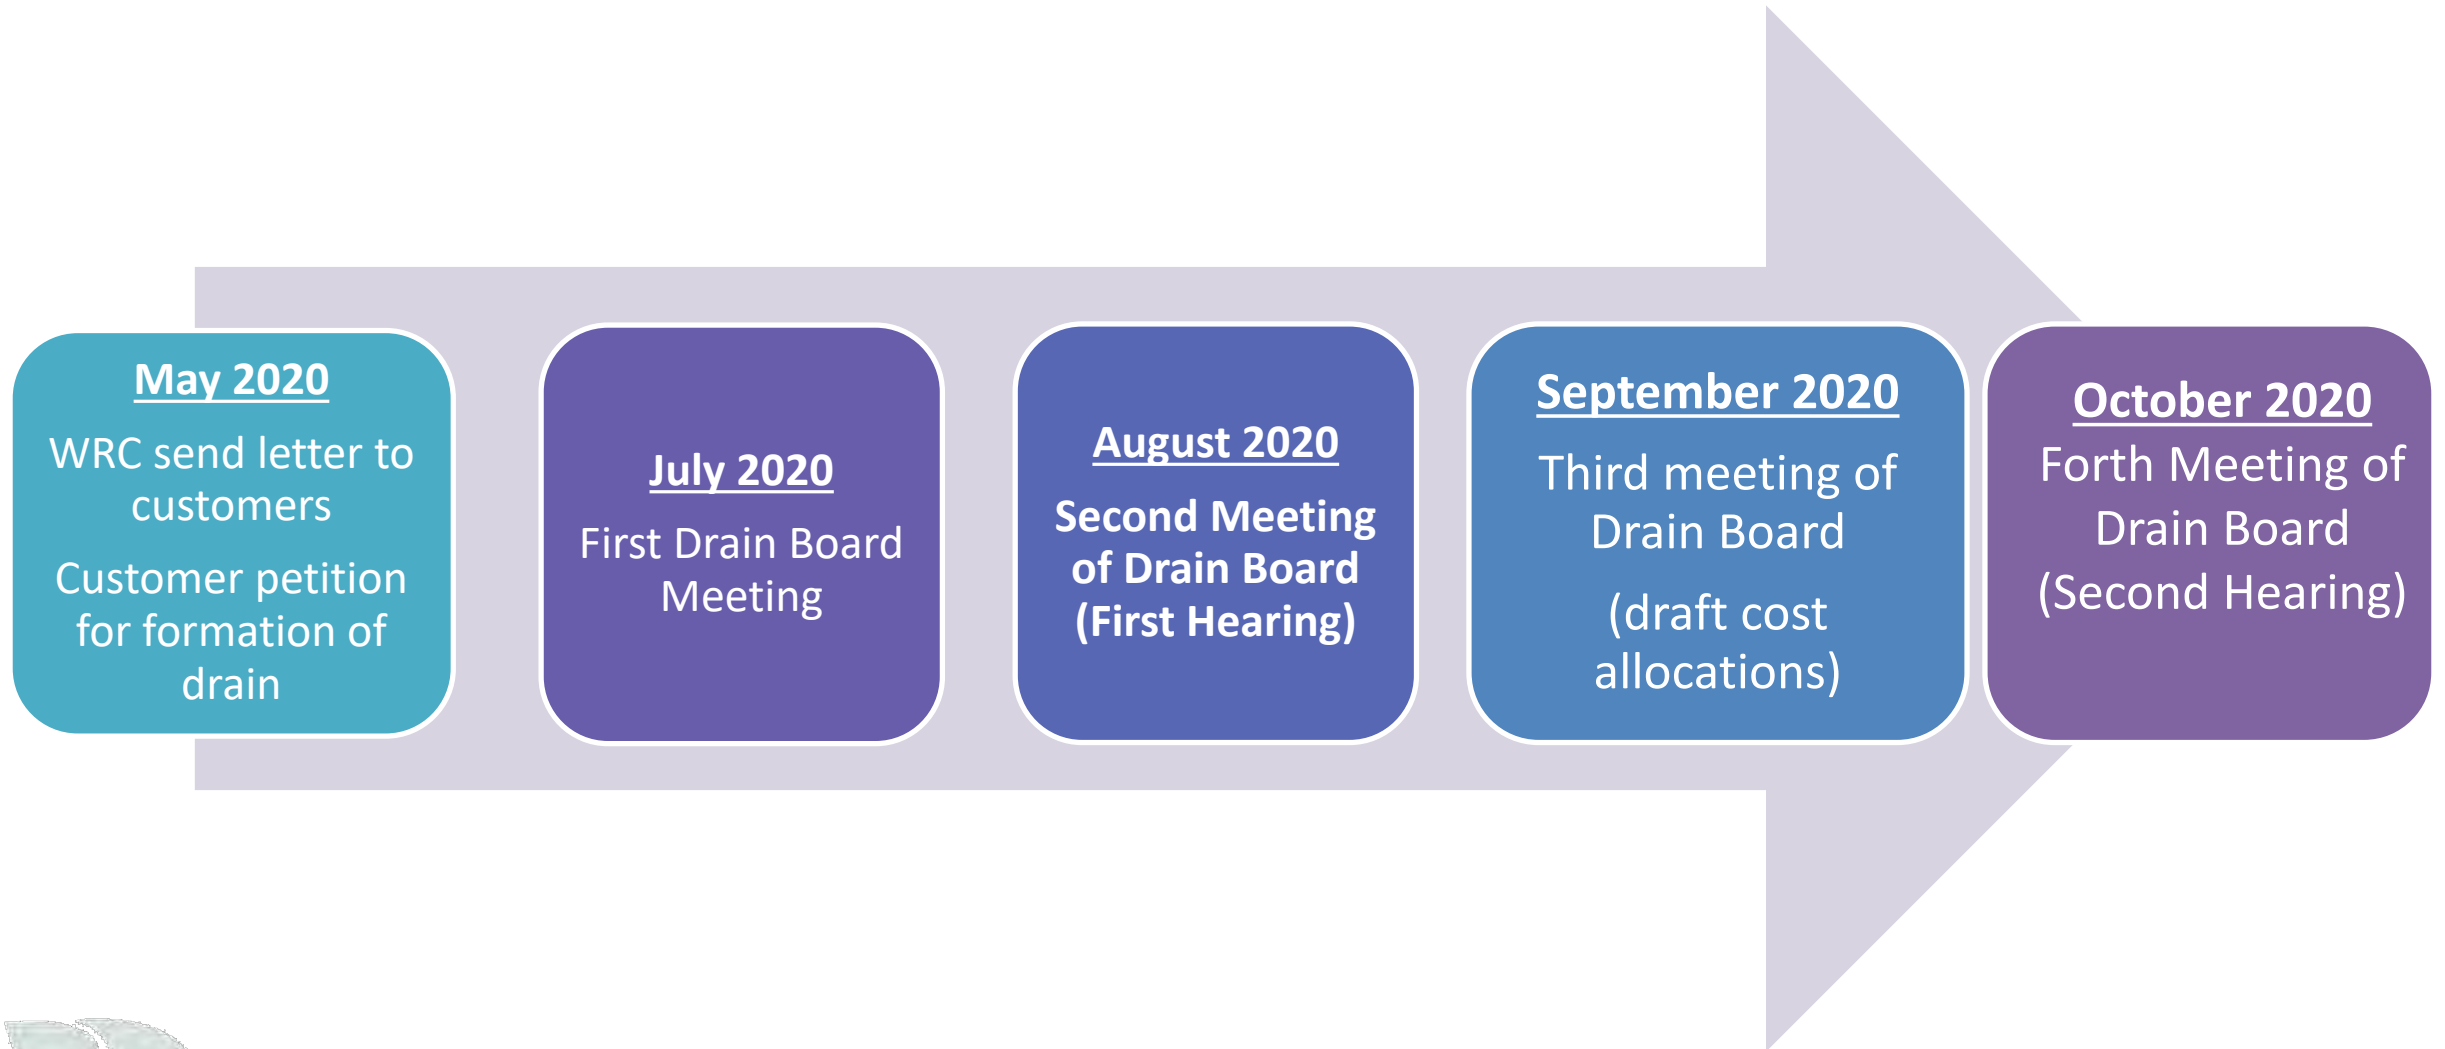 May 2020
WRC send letter to
customers
Customer petition
for formation of
drain
July 2020
First Drain Board
Meeting
August 2020
Second Meeting
of Drain Board
(First Hearing)
September 2020
Third meeting of
Drain Board
(draft cost
allocations)
October 2020
Forth Meeting of
Drain Board
(Second Hearing)